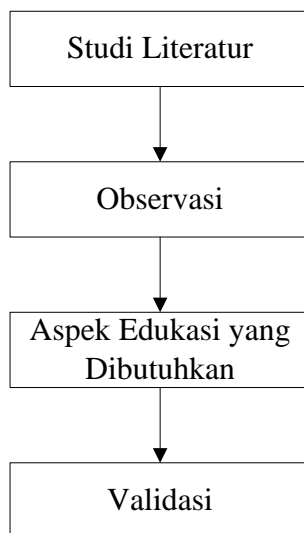 Studi Literatur
Observasi
Aspek Edukasi yang
Dibutuhkan
Validasi